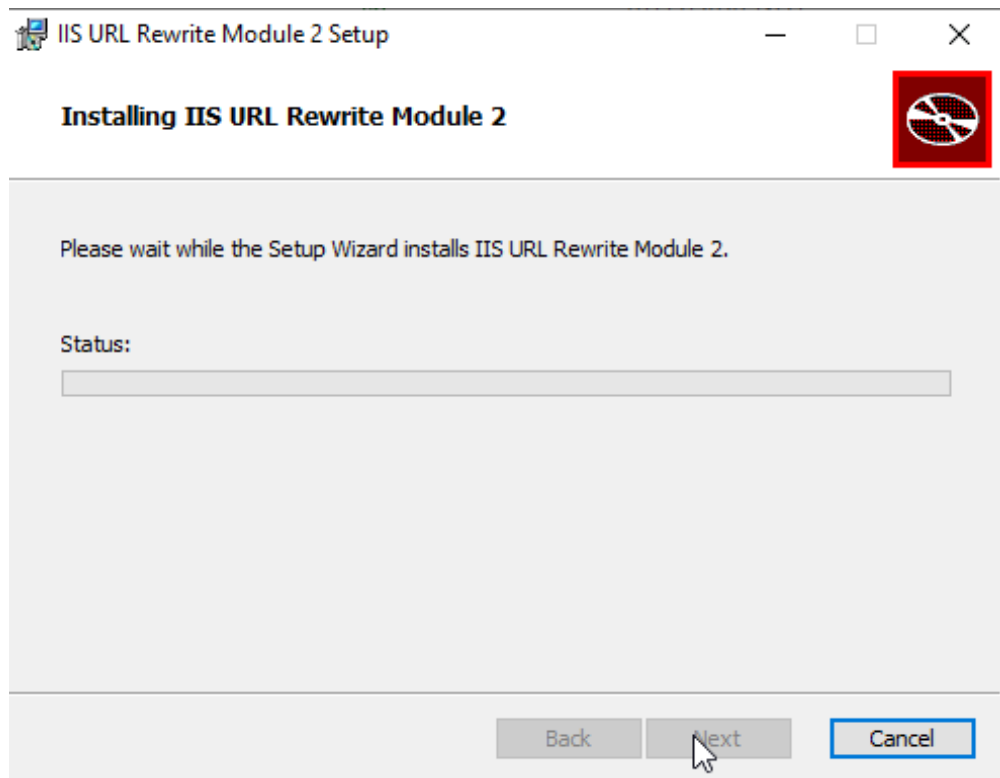 IIS URL Rewrite Module 2 Setup
Installing IIS URL Rewrite Module 2
Please wait while the Setup Wizard installs IIS URL Rewrite Module 2.
Status:
Back Next Cancel